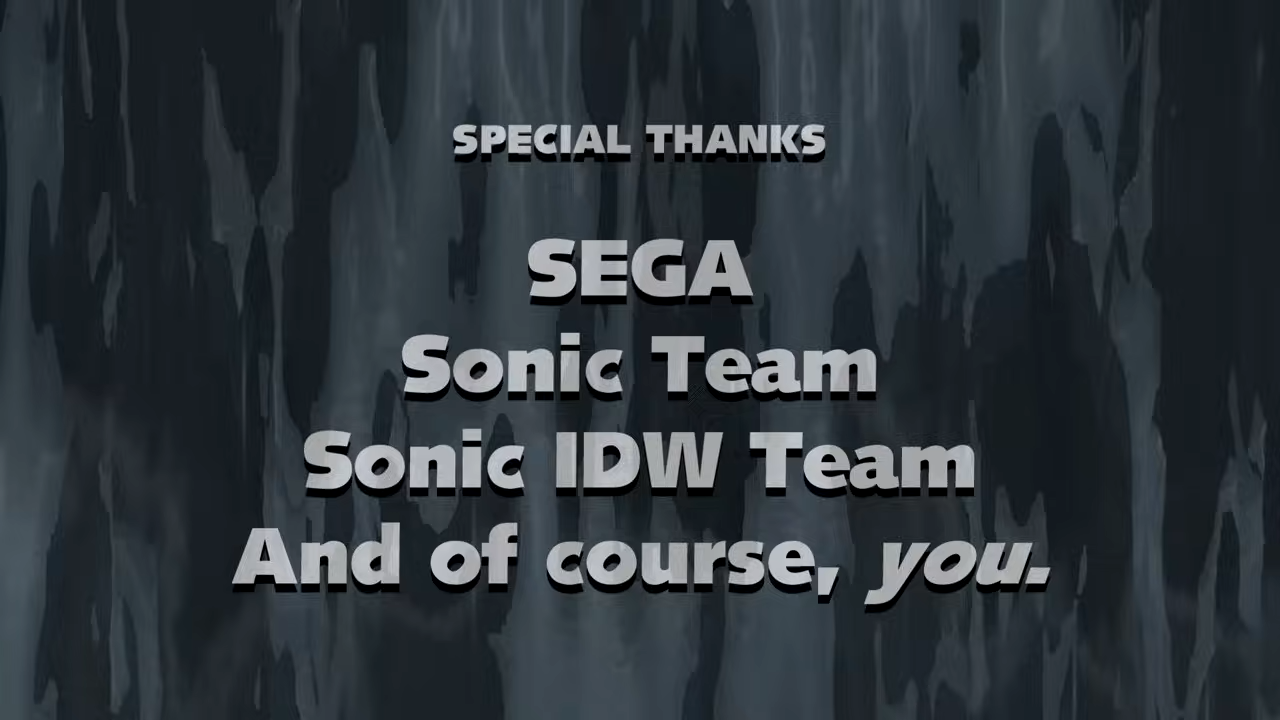 SPECIAL THANKS
SEGA
Sonic Team
Sonic IDW Team
And of course, you.